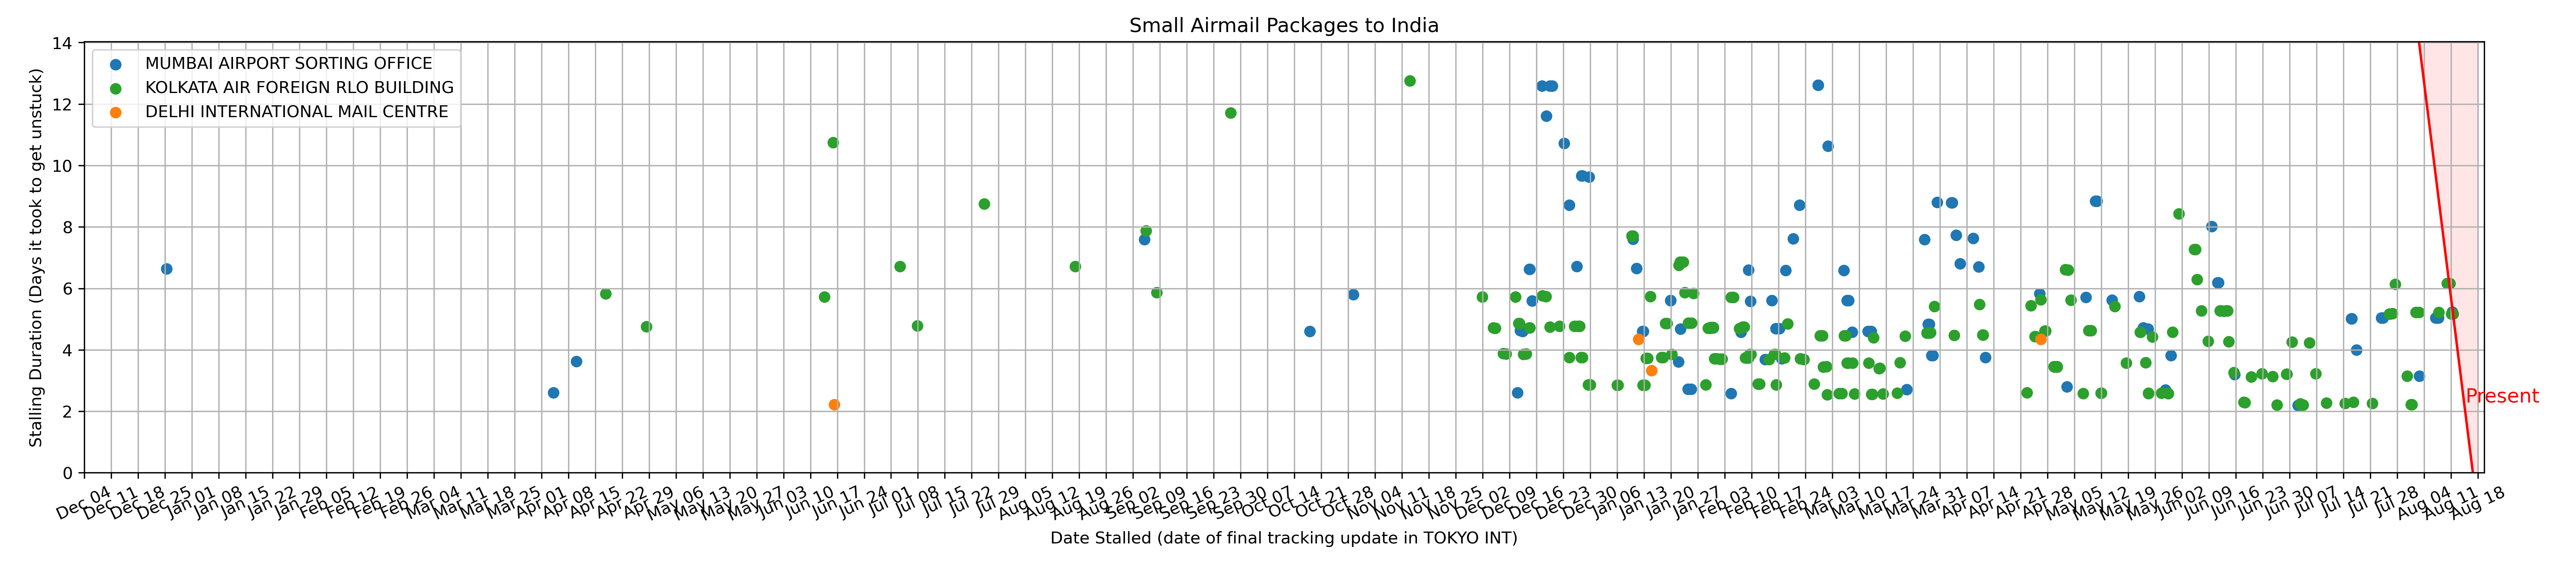 Small Airmail Packages to India
MUMBAI AIRPORT SORTING OFFICE
KOLKATA AIR FOREIGN RLO BUILDING
DELHI INTERNATIONAL MAIL CENTRE
Stalling Duration (Days it took to get unstuck)
14
12
10
8
6
4
2
0
Present
Dec 04
Dec 11
Dec 18
Dec 25
Jan 01
Jan 08
Jan 15
Jan 22
Jan 29
Feb 05
Feb 12
Feb 19
Feb 26
Mar 04
Mar 11
Mar 18
Mar 25
Apr 01
Apr 08
Apr 15
Apr 22
Apr 29
May 06
May 13
May 20
May 27
Jun 03
Jun 10
Jun 17
Jun 24
Jul 01
Jul 08
Jul 15
Jul 22
Jul 29
Aug 05
Aug 12
Aug 19
Aug 26
Sep 02
Sep 09
Sep 16
Sep 23
Sep 30
Oct 07
Oct 14
Oct 21
Oct 28
Nov 04
Nov 11
Nov 18
Nov 25
Dec 02
Dec 09
Dec 16
Dec 23
Dec 30
Jan 06
Jan 13
Jan 20
Jan 27
Feb 03
Feb 10
Feb 17
Feb 24
Mar 03
Mar 10
Mar 17
Mar 24
Mar 31
Apr 07
Apr 14
Apr 21
Apr 28
May 05
May 12
May 19
May 26
Jun 02
Jun 09
Jun 16
Jun 23
Jun 30
Jul 07
Jul 14
Jul 21
Jul 28
Aug 04
Aug 11
Aug 18
Date Stalled (date of final tracking update in TOKYO INT)